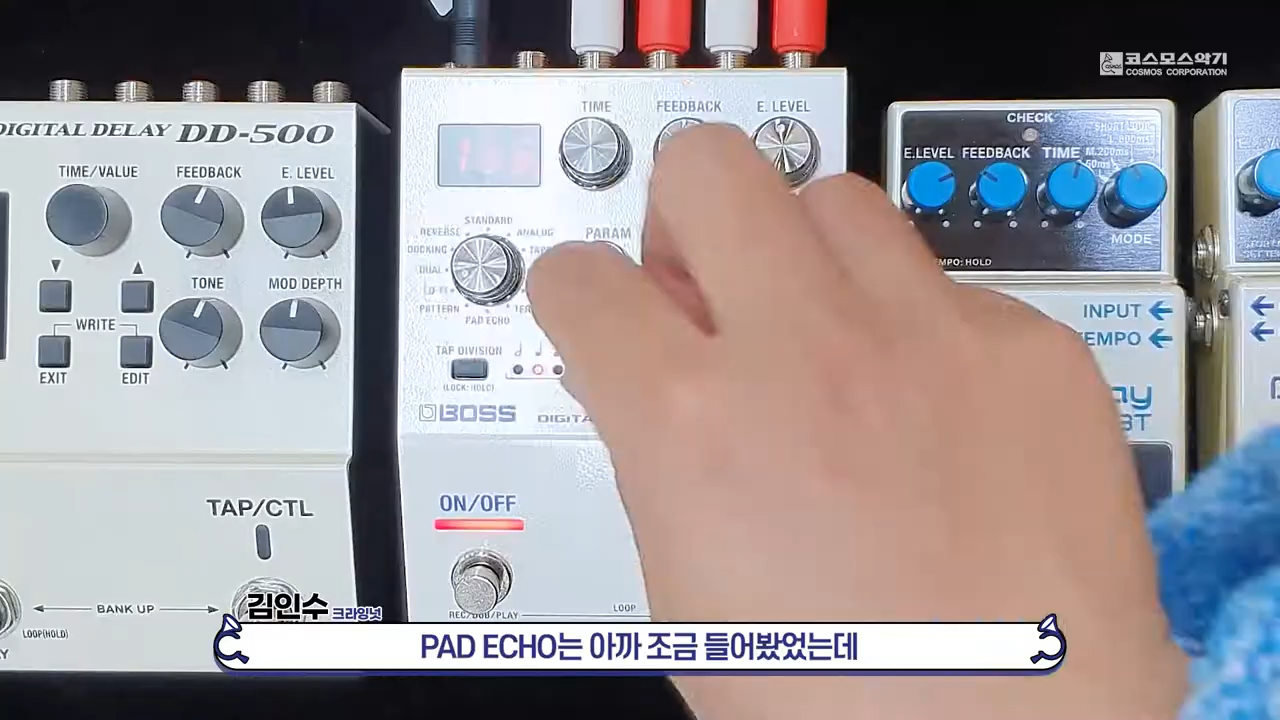 코스모스악기
COSMOS CORPORATION
DIGITAL DELAY DD-500
TIME/VALUE
FEEDBACK
E. LEVEL
TONE
MOD DEPTH
WRITE
EXIT
EDIT
TAP/CTL
BANK UP
LOOP(HOLD)
TIME
FEEDBACK
E. LEVEL
STANDARD
REVERSE
ANALOG
DUAL
PATTERN
PAD ECHO
PARAM
TAP DIVISION
(LOCK: HOLD)
BOSS
ON/OFF
REC/DUB/PLAY
LOOP
CHECK
E.LEVEL FEEDBACK TIME
MODE
INPUT
김인수 크라잉넛
PAD ECHO는 아까 조금 들어봤었는데